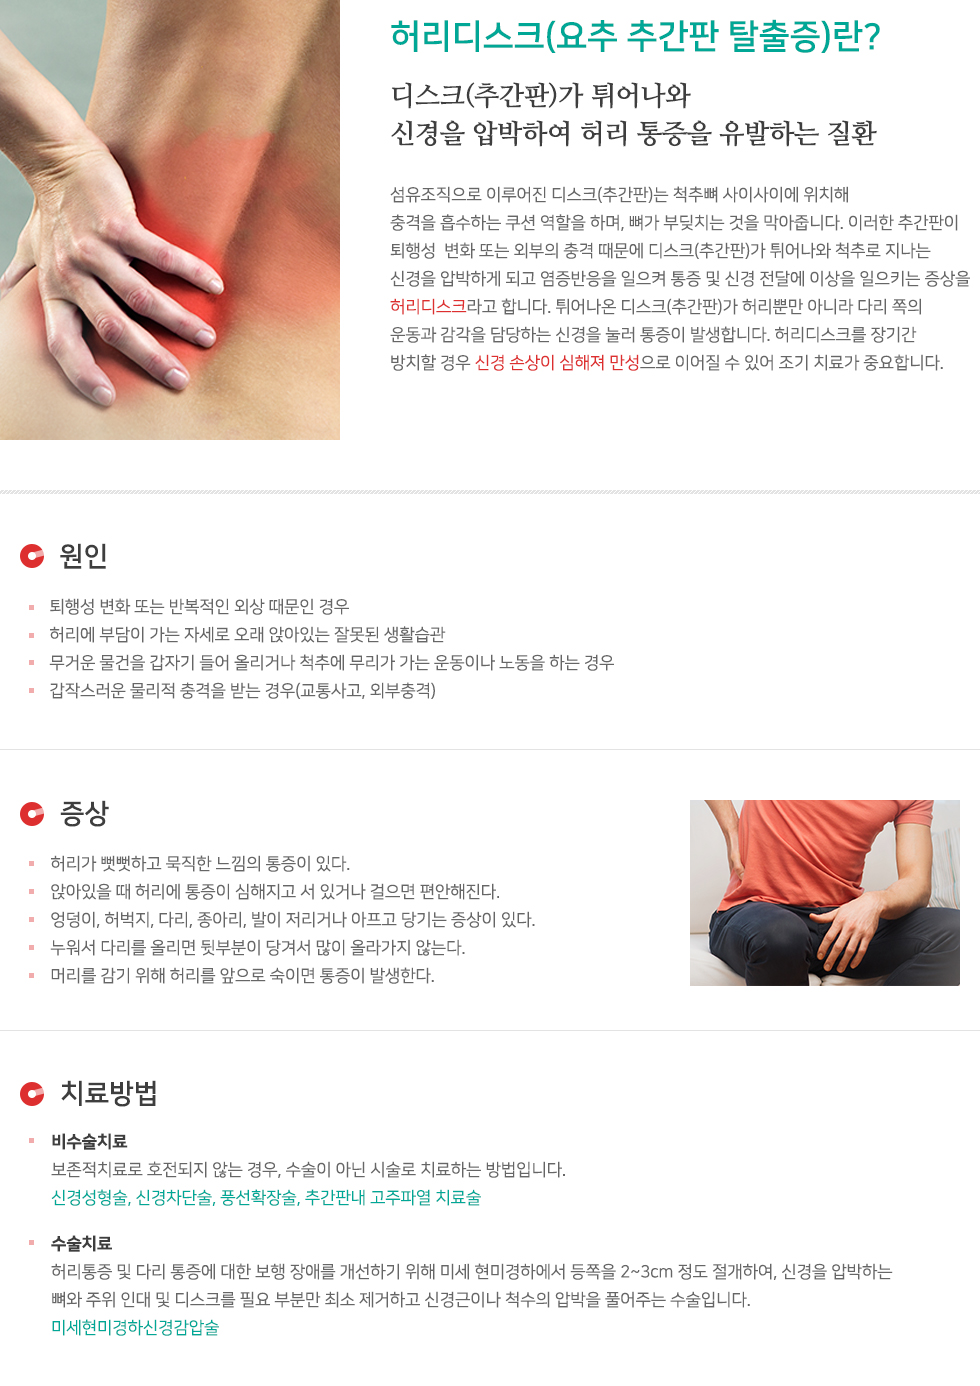 허리디스크(요추 추간판 탈출증)란?
디스크(추간판)가 튀어나와
신경을 압박하여 허리 통증을 유발하는 질환
섬유조직으로 이루어진 디스크(추간판)는 척추뼈 사이사이에 위치해
충격을 흡수하는 쿠션 역할을 하며, 뼈가 부딪치는 것을 막아줍니다. 이러한 추간판이
퇴행성 변화 또는 외부의 충격 때문에 디스크(추간판)가 튀어나와 척추로 지나는
신경을 압박하게 되고 염증반응을 일으켜 통증 및 신경 전달에 이상을 일으키는 증상을
허리디스크라고 합니다. 튀어나온 디스크(추간판)가 허리뿐만 아니라 다리 쪽의
운동과 감각을 담당하는 신경을 눌러 통증이 발생합니다. 허리디스크를 장기간
방치할 경우 신경 손상이 심해져 만성으로 이어질 수 있어 조기 치료가 중요합니다.
원인
퇴행성 변화 또는 반복적인 외상 때문인 경우
허리에 부담이 가는 자세로 오래 앉아있는 잘못된 생활습관
무거운 물건을 갑자기 들어 올리거나 척추에 무리가 가는 운동이나 노동을 하는 경우
갑작스러운 물리적 충격을 받는 경우(교통사고, 외부충격)
증상
허리가 뻣뻣하고 묵직한 느낌의 통증이 있다.
앉아있을 때 허리에 통증이 심해지고 서 있거나 걸으면 편안해진다.
엉덩이, 허벅지, 다리, 종아리, 발이 저리거나 아프고 당기는 증상이 있다.
누워서 다리를 올리면 뒷부분이 당겨서 많이 올라가지 않는다.
머리를 감기 위해 허리를 앞으로 숙이면 통증이 발생한다.
치료방법
비수술치료
보존적치료로 호전되지 않는 경우, 수술이 아닌 시술로 치료하는 방법입니다.
신경성형술, 신경차단술, 풍선확장술, 추간판내 고주파열 치료술
수술치료
허리통증 및 다리 통증에 대한 보행 장애를 개선하기 위해 미세 현미경하에서 등쪽을 2~3cm 정도 절개하여, 신경을 압박하는
뼈와 주위 인대 및 디스크를 필요 부분만 최소 제거하고 신경근이나 척수의 압박을 풀어주는 수술입니다.
미세현미경하신경감압술